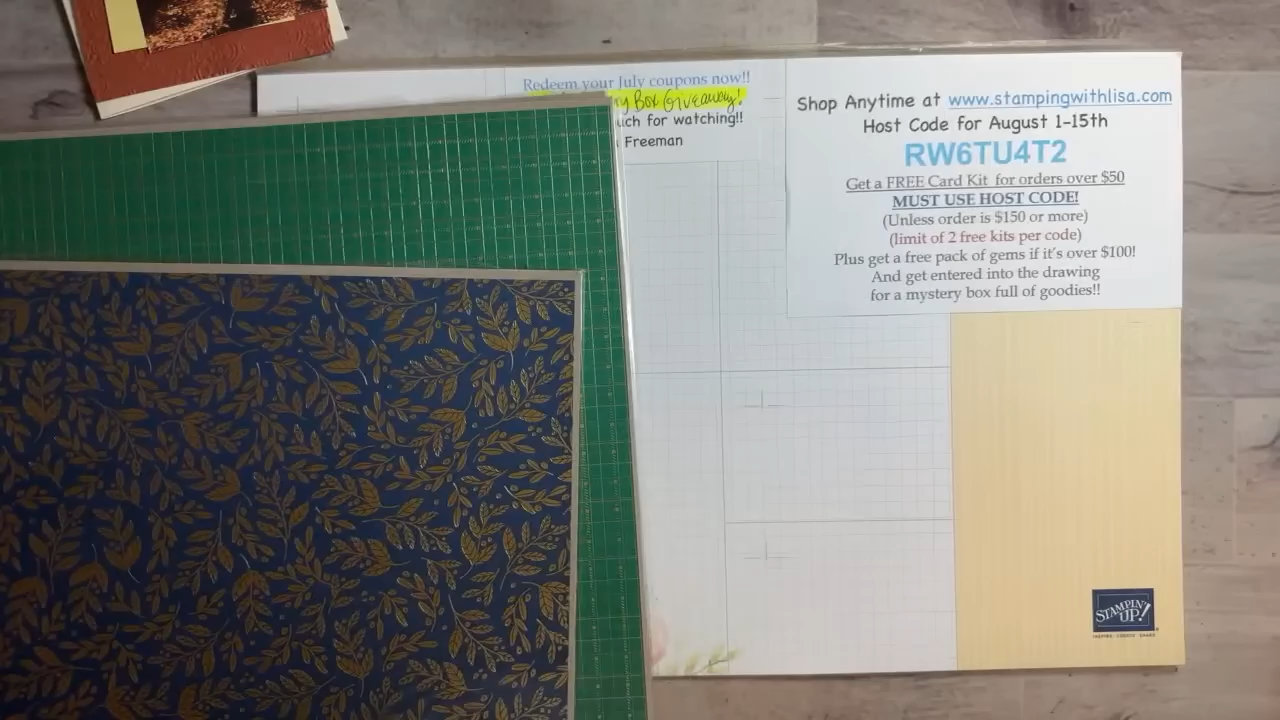 Redeem your July coupons now!!
Box Giveaway!
for watching!!
Freeman
Shop Anytime at www.stampingwithlisa.com
Host Code for August 1-15th
RW6TU4T2
Get a FREE Card Kit for orders over $50
MUST USE HOST CODE!
(Unless order is $150 or more)
(limit of 2 free kits per code)
Plus get a free pack of gems if it's over $100!
And get entered into the drawing
for a mystery box full of goodies!!
STAMPIN' UP!